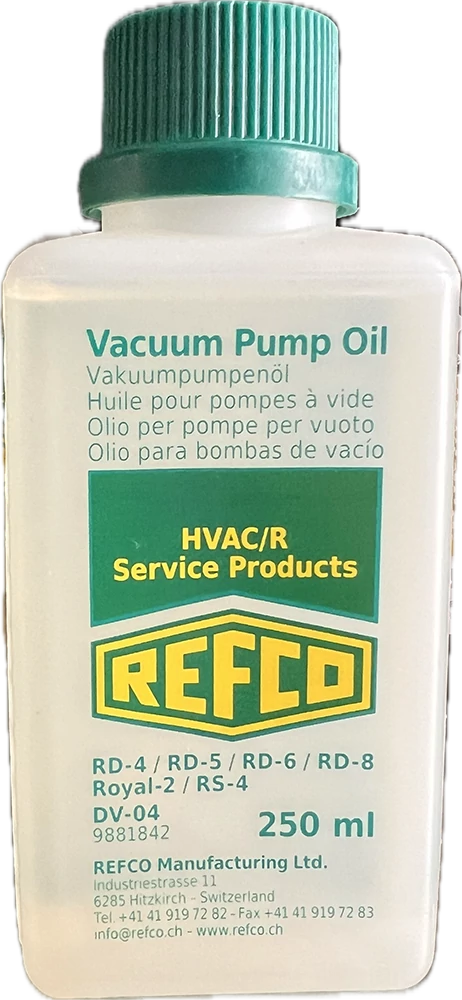 Vacuum Pump Oil
Vakuumpumpenöl
Huile pour pompes à vide
Olio per pompe per vuoto
Olio para bombas de vacío
HVAC/R
Service Products
REFCO
RD-4 / RD-5 / RD-6 / RD-8
Royal-2 / RS-4
DV-04
9881842
250 ml
REFCO Manufacturing Ltd.
Industriestrasse 11
6285 Hitzkirch - Switzerland
Tel. +41 41 919 72 82 - Fax +41 41 919 72 83
info@refco.ch - www.refco.ch